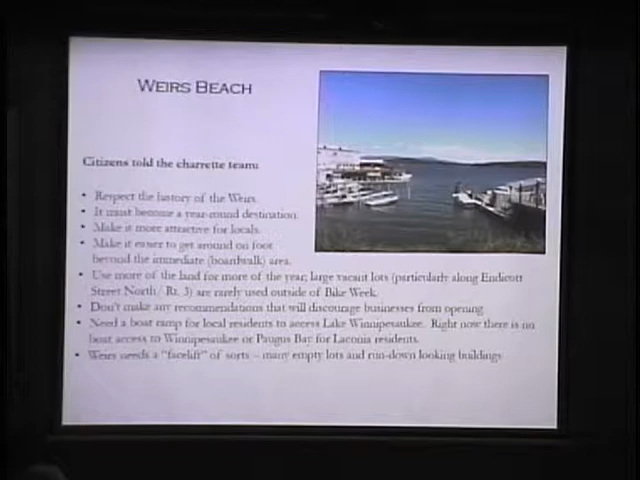 WEIRS BEACH
Citizens told the charrette team:
• Respect the history of the Weirs.
• It must become a year-round destination.
• Make it more attractive for locals.
• Make it easier to get around on foot
beyond the immediate (boardwalk) area.
• Use more of the land for more of the year; large vacant lots (particularly along Endicott
Street North/ Rt. 3) are rarely used outside of Bike Week.
• Don't make any recommendations that will discourage businesses from opening
• Need a boat ramp for local residents to access Lake Winnipesaukee. Right now there is no
boat access to Winnipesaukee or Paugus Bay for Laconia residents.
• Weirs needs a "facelift" of sorts – many empty lots and run-down looking buildings